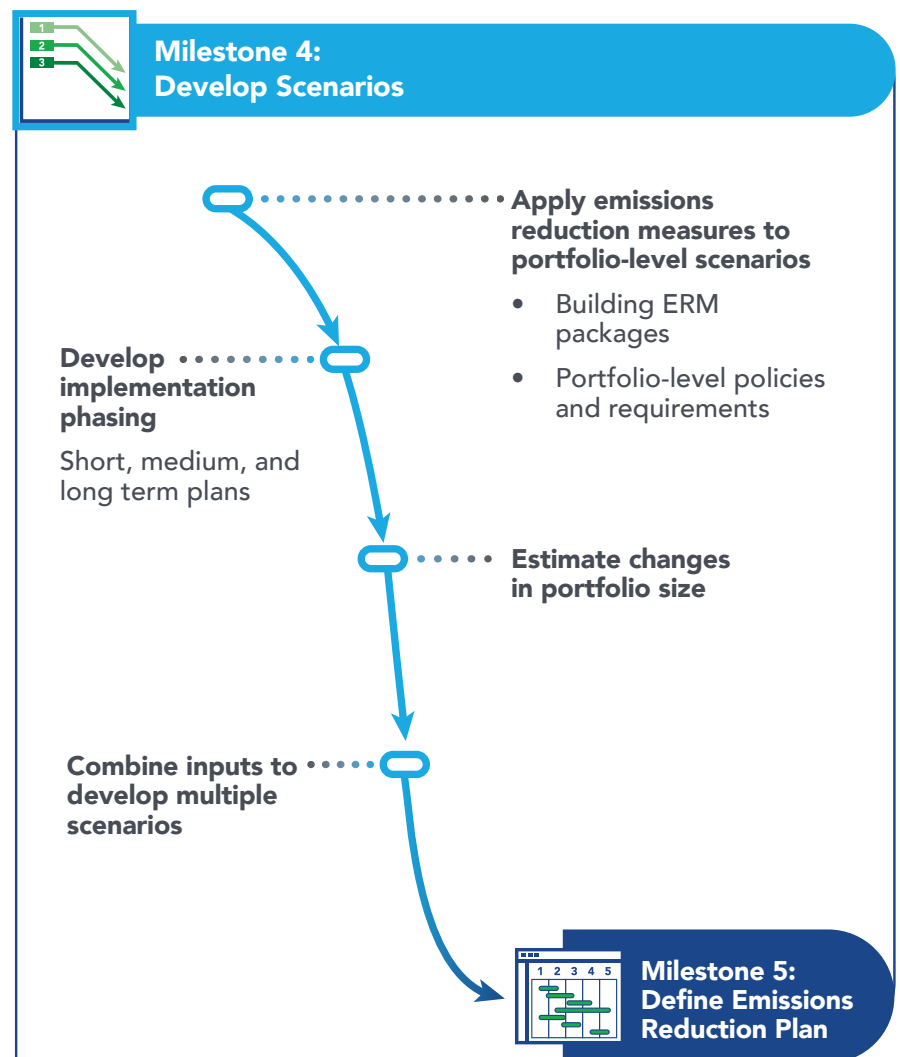 1
2
3
Milestone 4:
Develop Scenarios
Apply emissions
reduction measures to
portfolio-level scenarios
• Building ERM
packages
• Portfolio-level policies
and requirements
Develop
implementation
phasing
Short, medium, and
long term plans
Estimate changes
in portfolio size
Combine inputs to
develop multiple
scenarios
1 2 3 4 5
Milestone 5:
Define Emissions
Reduction Plan